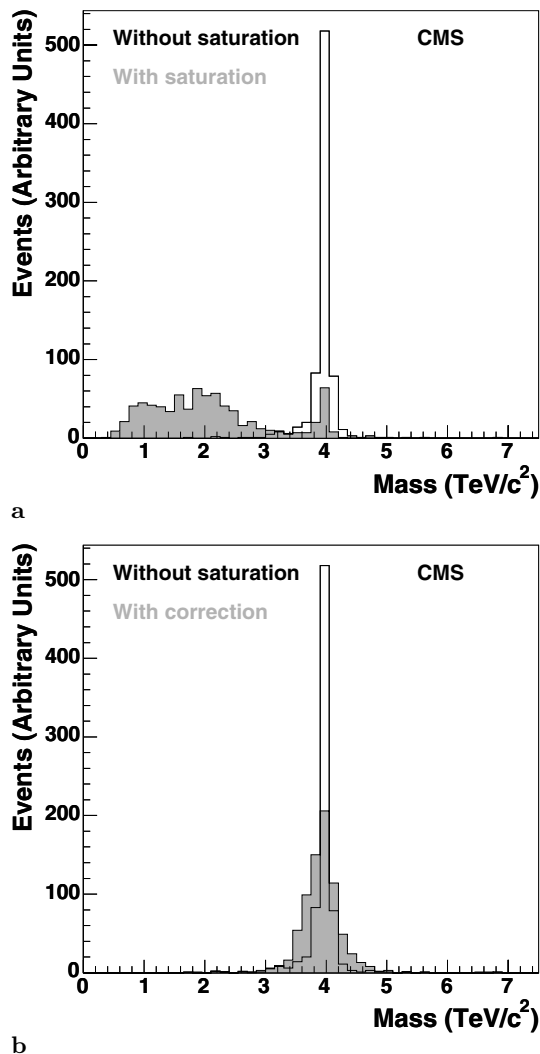 Without saturation CMS
With saturation
Events (Arbitrary Units)
500
400
300
200
100
0
0 1 2 3 4 5 6 7
Mass (TeV/c²)
a
Without saturation CMS
With correction
Events (Arbitrary Units)
500
400
300
200
100
0
0 1 2 3 4 5 6 7
Mass (TeV/c²)
b